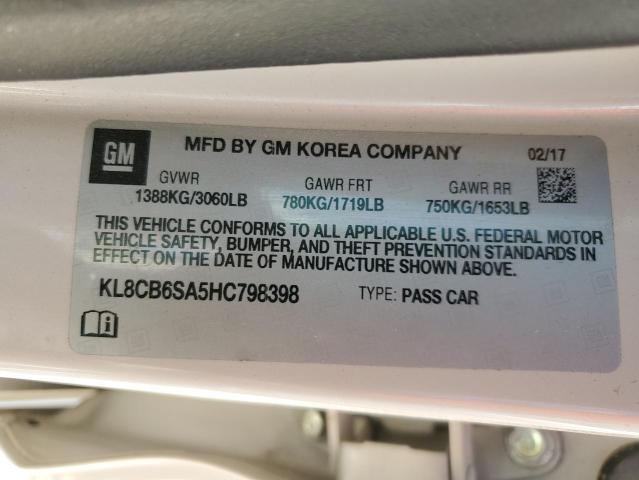 GM
MFD BY GM KOREA COMPANY 02/17
GVWR GAWR FRT GAWR RR
1388KG/3060LB 780KG/1719LB 750KG/1653LB
THIS VEHICLE CONFORMS TO ALL APPLICABLE U.S. FEDERAL MOTOR
VEHICLE SAFETY, BUMPER, AND THEFT PREVENTION STANDARDS IN
EFFECT ON THE DATE OF MANUFACTURE SHOWN ABOVE.
KL8CB6SA5HC798398 TYPE: PASS CAR